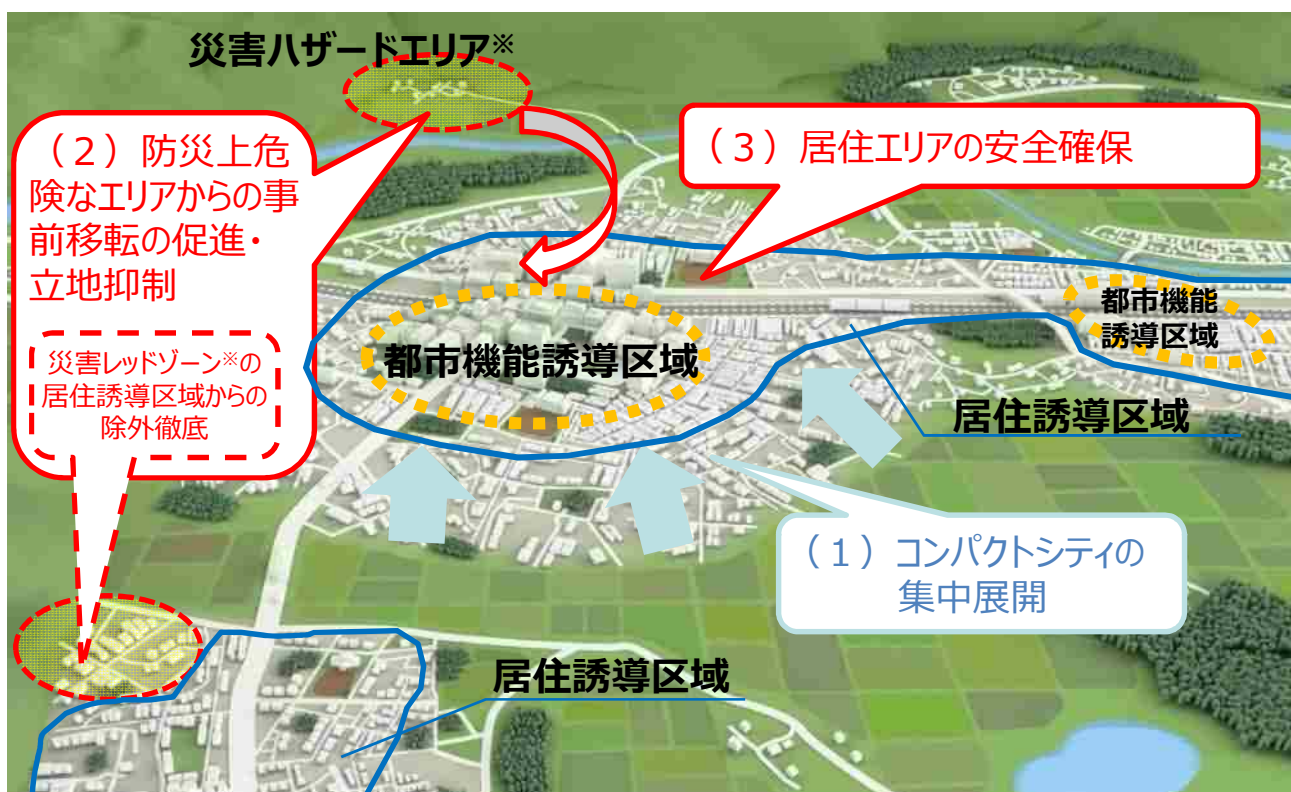 災害ハザードエリア※
（２）防災上危
険なエリアからの事
前移転の促進・
立地抑制
災害レッドゾーン※の
居住誘導区域からの
除外徹底
（３）居住エリアの安全確保
都市機能
誘導区域
都市機能誘導区域
居住誘導区域
（１）コンパクトシティの
集中展開
居住誘導区域